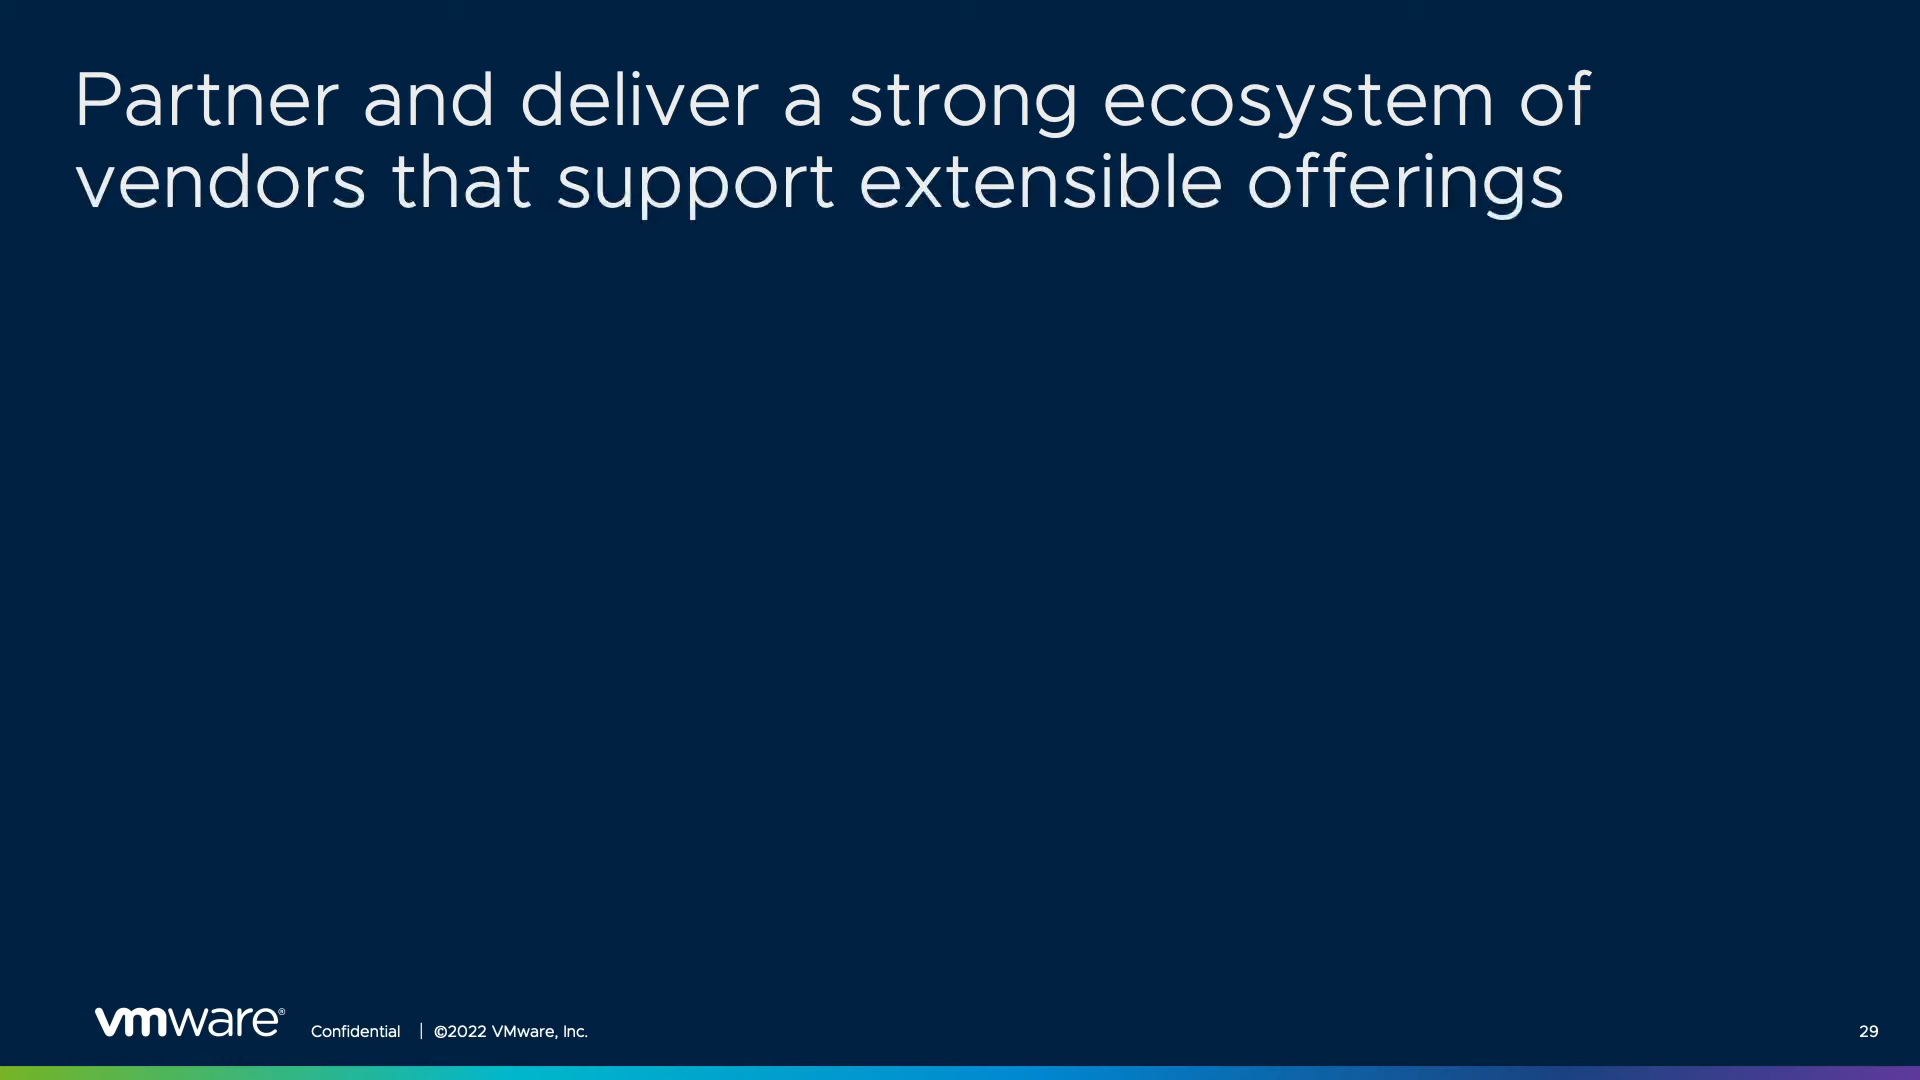 Partner and deliver a strong ecosystem of
vendors that support extensible offerings
vmware® Confidential | ©2022 VMware, Inc. 29